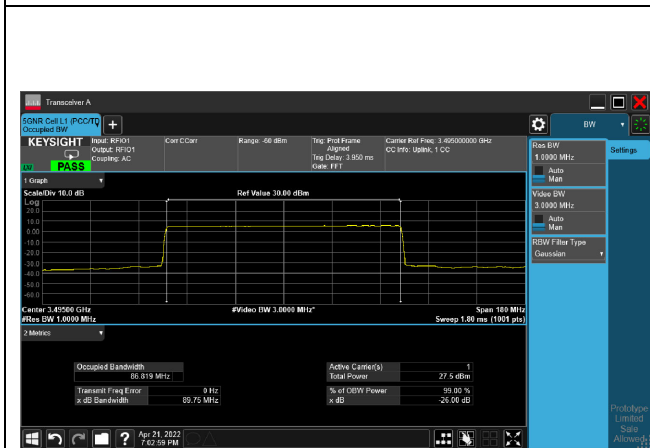 Transceiver A
5GNR Cell L1 (PCC/TD
Occupied BW
BW
KEYSIGHT
PASS
Input: RFIO1
Output: RFIO1
Coupling: AC
Corr CCorr
Range: -60 dBm
Trig: Prot Frame
Aligned
Trig Delay: 3.950 ms
Gate: FFT
Carrier Ref Freq: 3.495000000 GHz
CC Info: Uplink, 1 CC
1 Graph
Scale/Div 10.0 dB
Ref Value 30.00 dBm
Log
20.0
10.0
0.00
-10.0
-20.0
-30.0
-40.0
-50.0
-60.0
Center 3.49500 GHz
#Video BW 3.0000 MHz*
Span 180 MHz
#Res BW 1.0000 MHz
Sweep 1.80 ms (1001 pts)
2 Metrics
Occupied Bandwidth
86.819 MHz
Active Carrier(s) 1
Total Power 27.5 dBm
Transmit Freq Error 0 Hz
x dB Bandwidth 89.75 MHz
% of OBW Power 99.00 %
x dB -26.00 dB
Res BW
1.0000 MHz
Auto
Man
Video BW
3.0000 MHz
Auto
Man
RBW Filter Type
Gaussian
Settings
Prototype
Limited
Sale
Allowed
?
Apr 21, 2022
7:02:59 PM